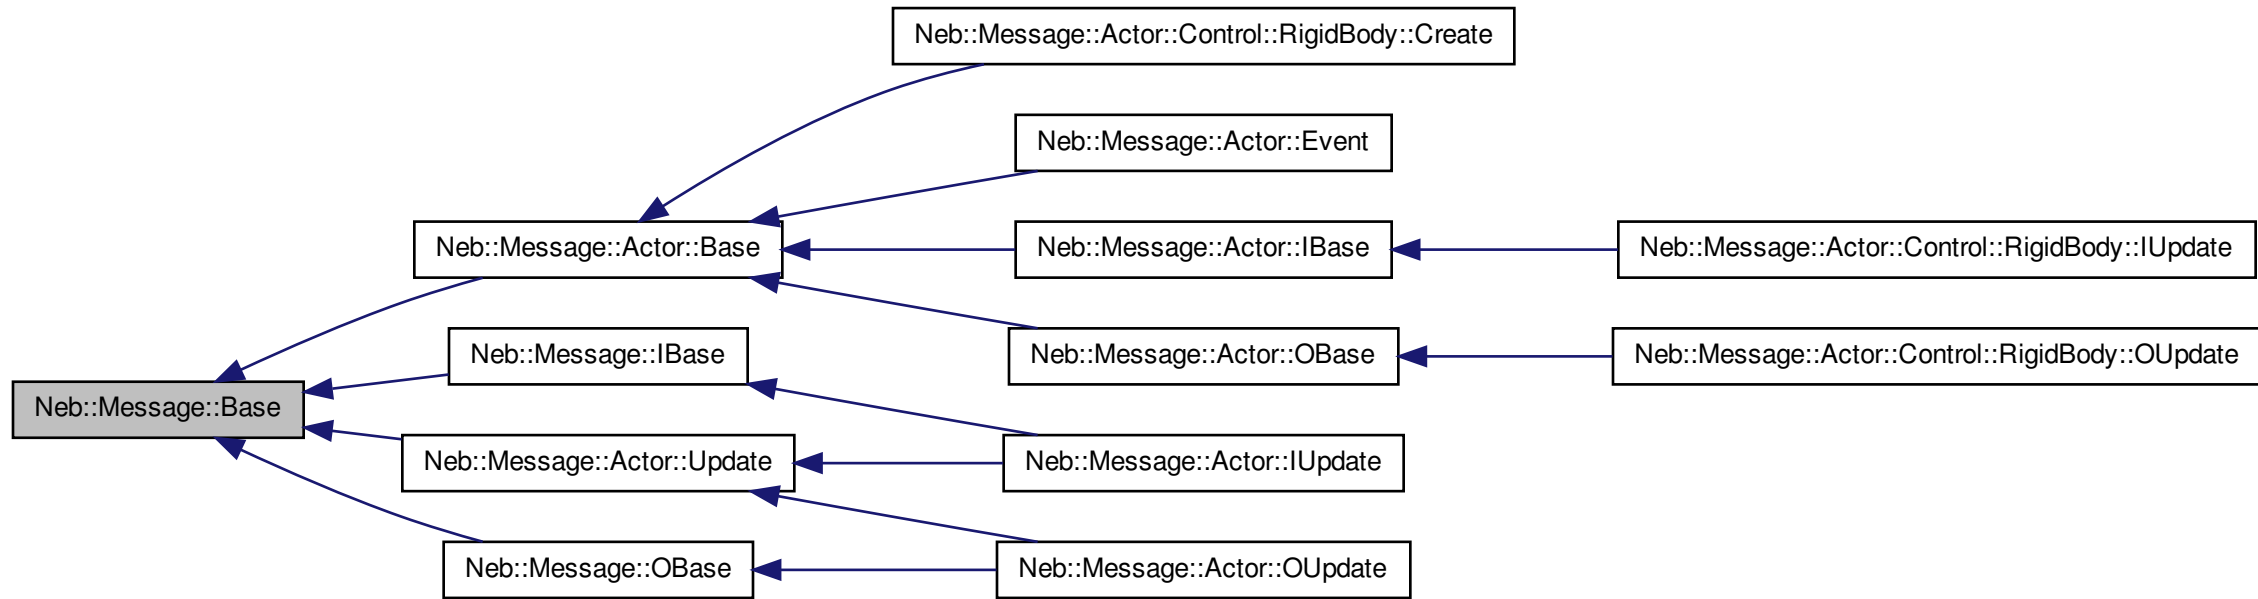 Neb::Message::Actor::Control::RigidBody::Create
Neb::Message::Actor::Event
Neb::Message::Actor::Base
Neb::Message::Actor::IBase
Neb::Message::Actor::Control::RigidBody::IUpdate
Neb::Message::IBase
Neb::Message::Actor::OBase
Neb::Message::Actor::Control::RigidBody::OUpdate
Neb::Message::Base
Neb::Message::Actor::Update
Neb::Message::Actor::IUpdate
Neb::Message::OBase
Neb::Message::Actor::OUpdate